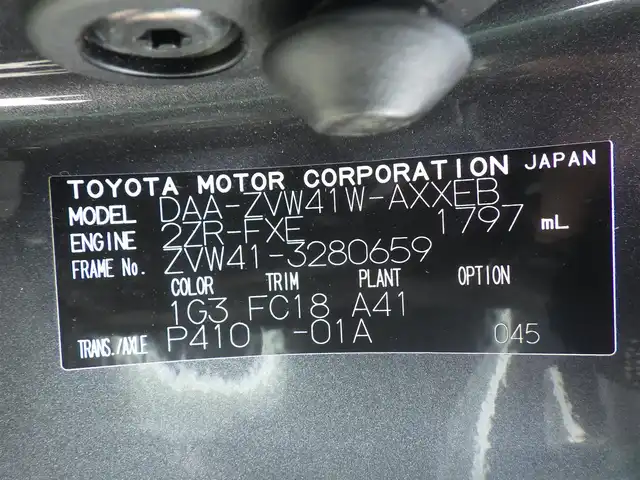 TOYOTA MOTOR CORPORATION JAPAN
MODEL DAA-ZVW41W-AXXEB
ENGINE 2ZR-FXE 1797 mL
FRAME No. ZVW41-3280659
COLOR TRIM PLANT OPTION
1G3 FC18 A41
TRANS./AXLE P410 -01A 045